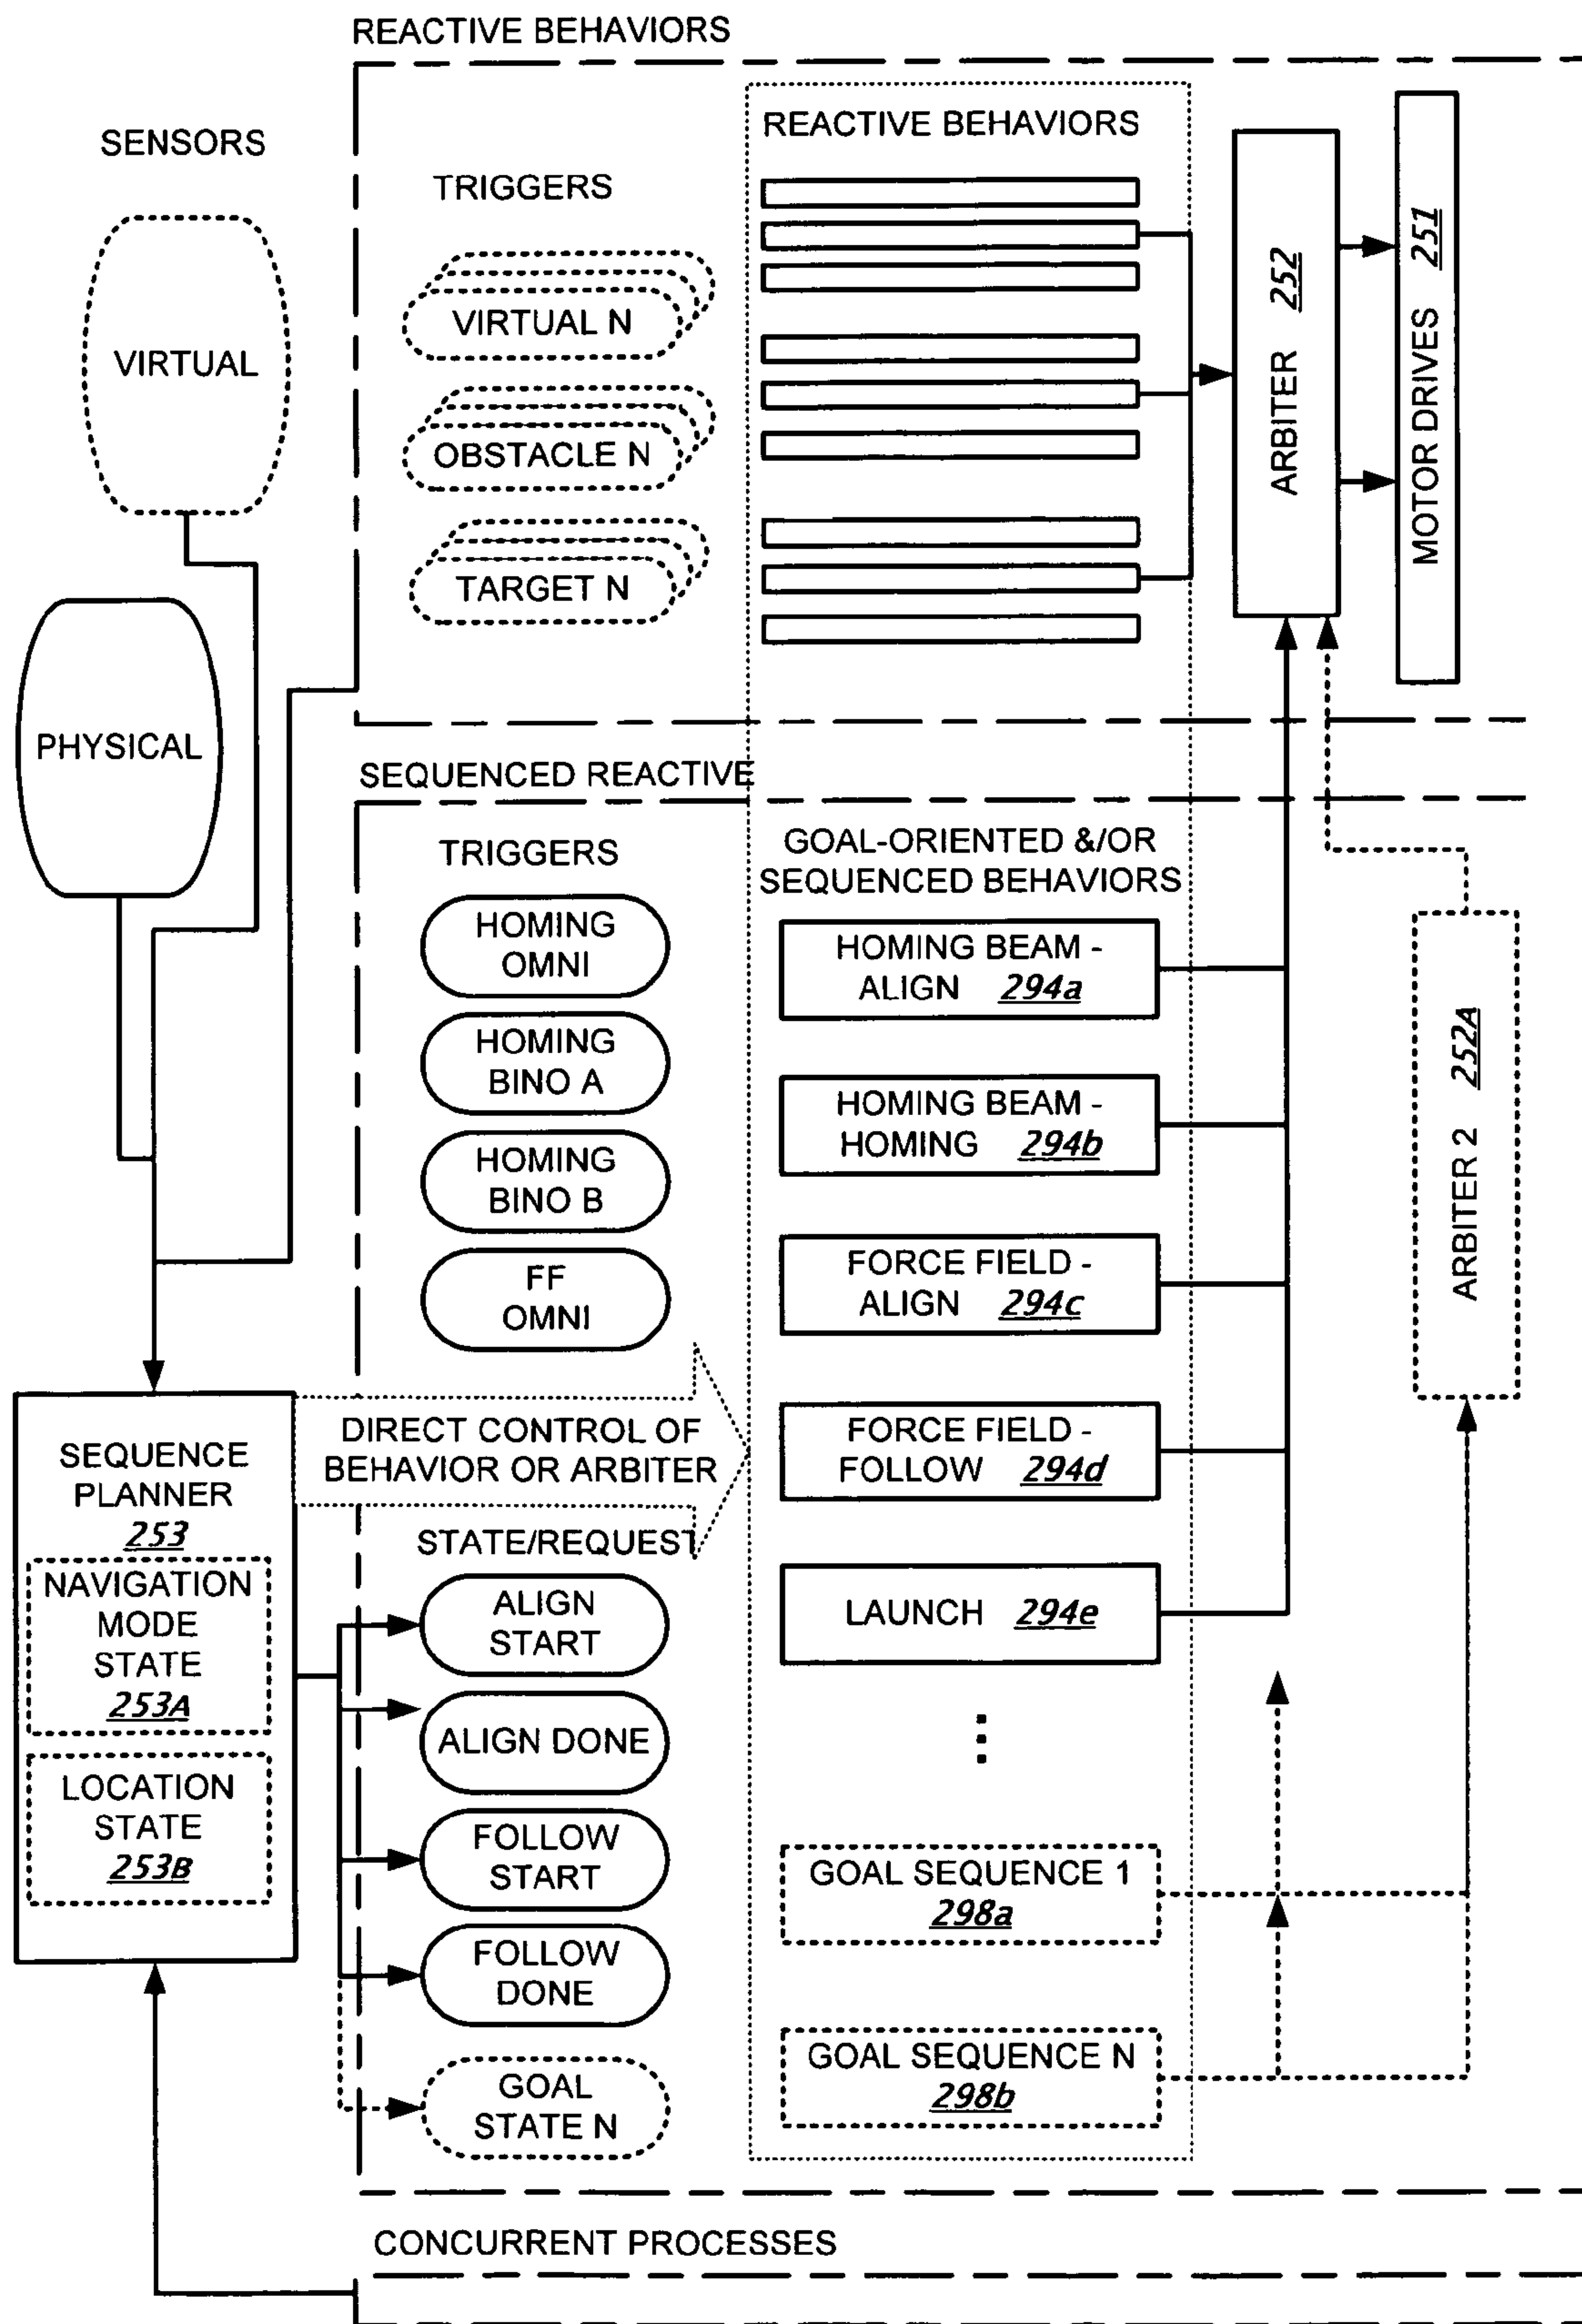 REACTIVE BEHAVIORS
SENSORS
VIRTUAL
PHYSICAL
TRIGGERS
VIRTUAL N
OBSTACLE N
TARGET N
REACTIVE BEHAVIORS
ARBITER 252
MOTOR DRIVES 251
SEQUENCED REACTIVE
TRIGGERS
HOMING
OMNI
HOMING
BINO A
HOMING
BINO B
FF
OMNI
GOAL-ORIENTED &/OR
SEQUENCED BEHAVIORS
HOMING BEAM -
ALIGN 294a
HOMING BEAM -
HOMING 294b
FORCE FIELD -
ALIGN 294c
FORCE FIELD -
FOLLOW 294d
LAUNCH 294e
ARBITER 2 252A
SEQUENCE
PLANNER
253
NAVIGATION
MODE
STATE
253A
LOCATION
STATE
253B
DIRECT CONTROL OF
BEHAVIOR OR ARBITER
STATE/REQUEST
ALIGN
START
ALIGN DONE
FOLLOW
START
FOLLOW
DONE
GOAL
STATE N
GOAL SEQUENCE 1
298a
GOAL SEQUENCE N
298b
CONCURRENT PROCESSES